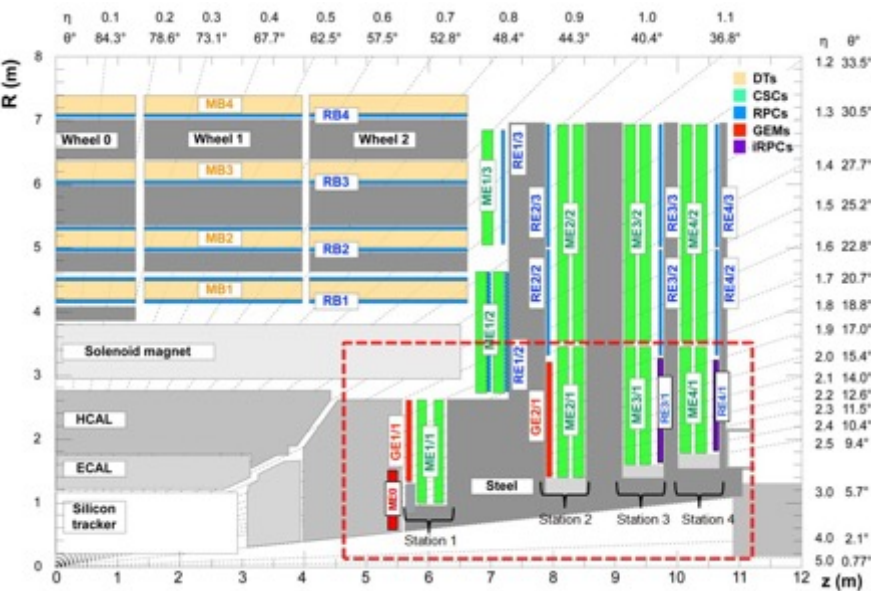 η 0.1 0.2 0.3 0.4 0.5 0.6 0.7 0.8 0.9 1.0 1.1
θ° 84.3° 78.6° 73.1° 67.7° 62.5° 57.5° 52.8° 48.4° 44.3° 40.4° 36.8° η θ°
R (m)
8
7
6
5
4
3
2
1
0
1.2 33.5°
1.3 30.5°
1.4 27.7°
1.5 25.2°
1.6 22.8°
1.7 20.7°
1.8 18.8°
1.9 17.0°
2.0 15.4°
2.1 14.0°
2.2 12.6°
2.3 11.5°
2.4 10.4°
2.5 9.4°
3.0 5.7°
4.0 2.1°
5.0 0.77°
DTs
CSCs
RPCs
GEMs
iRPCs
MB4
RB4
Wheel 0 Wheel 1 Wheel 2
MB3
RB3
MB2
RB2
MB1
RB1
Solenoid magnet
HCAL
ECAL
Silicon
tracker
Steel
ME1/3
RE1/3
ME1/2
RE1/2
RE2/3
RE2/2
ME2/2
ME3/2
RE3/3
RE3/2
ME4/2
RE4/3
RE4/2
GE1/1
ME1/1
ME0
GE2/1
ME2/1
ME3/1
RE3/1
ME4/1
RE4/1
Station 1
Station 2
Station 3
Station 4
0 1 2 3 4 5 6 7 8 9 10 11 12
z (m)